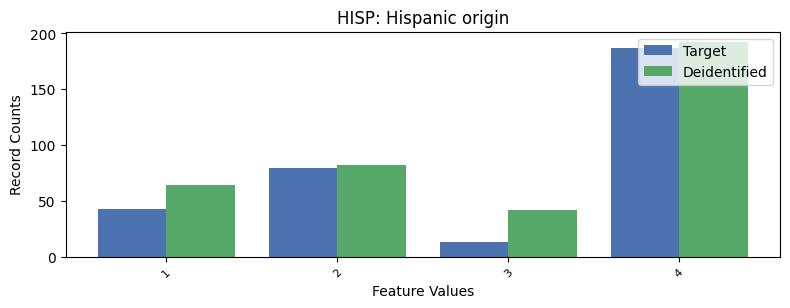 HISP: Hispanic origin
200
150
100
50
0
Record Counts
Target
Deidentified
1
2
3
4
Feature Values